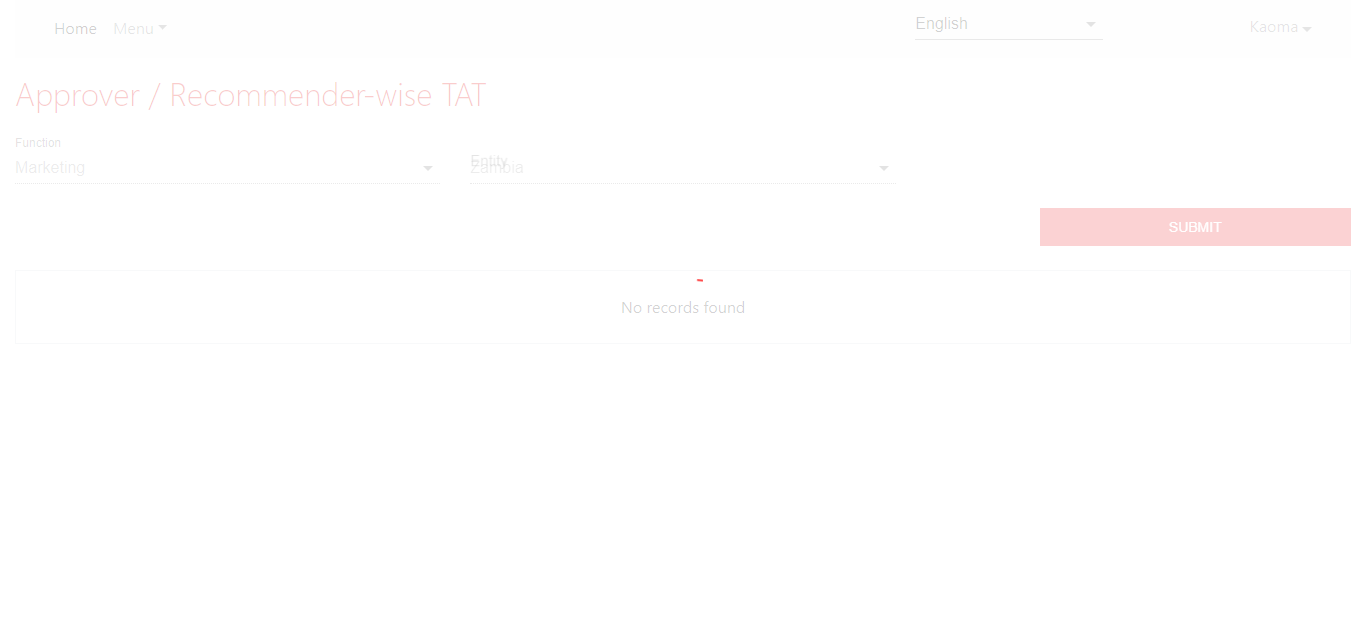 Home Menu English Kaoma
Approver / Recommender-wise TAT
Function
Entity
Marketing Zambia
SUBMIT
No records found